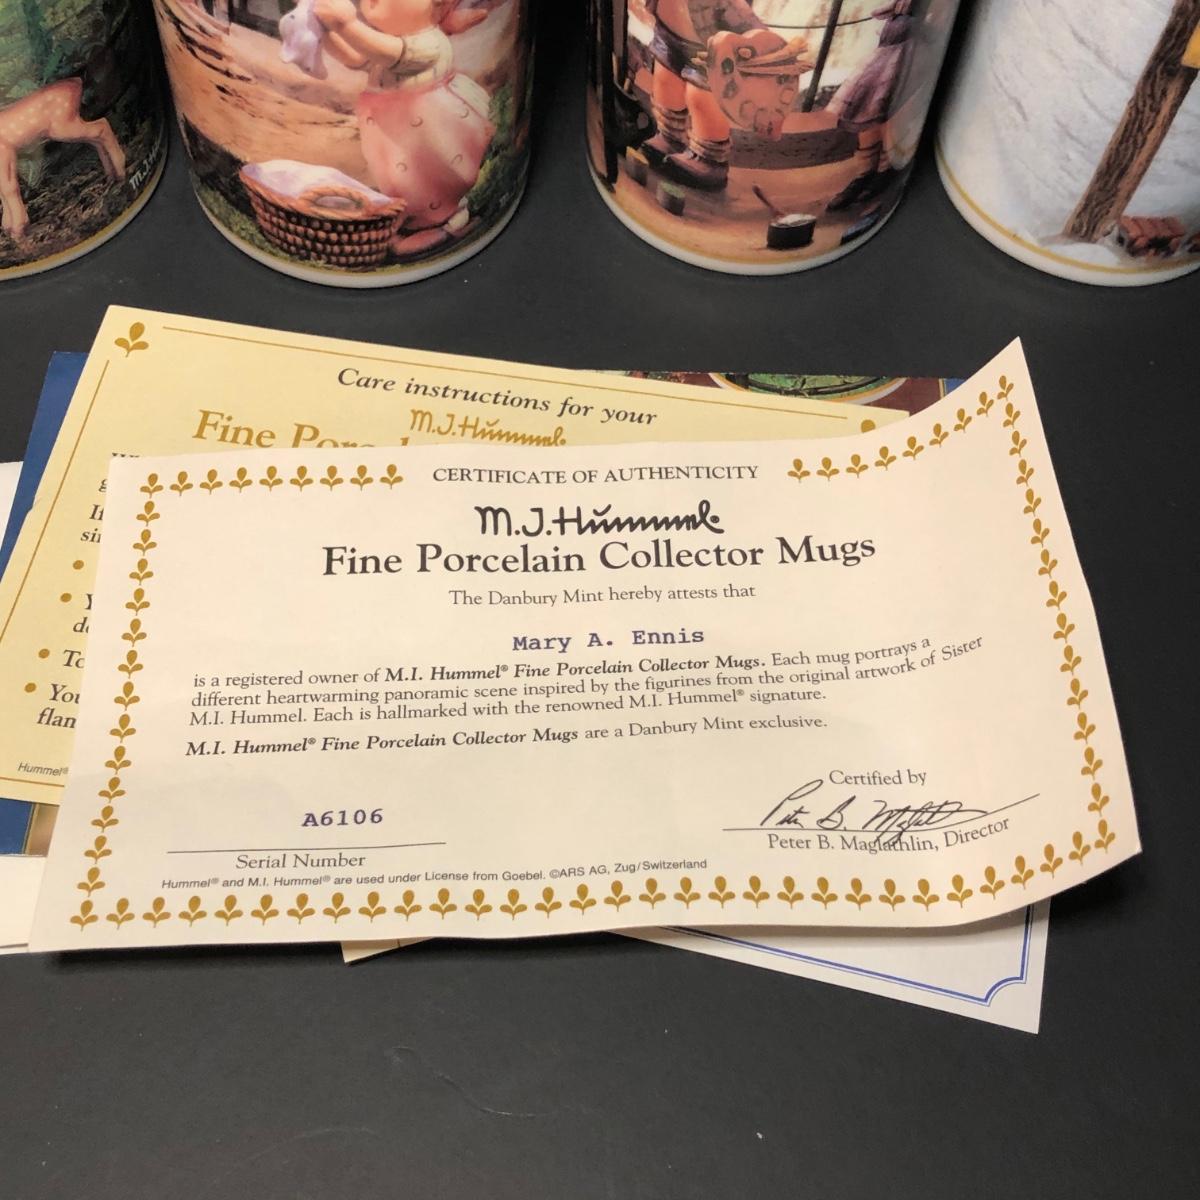 M.J.
Care instructions for your
M.J.Hummel
Fine
CERTIFICATE OF AUTHENTICITY
M.J.Hummel
Fine Porcelain Collector Mugs
The Danbury Mint hereby attests that
Mary A. Ennis
is a registered owner of M.I. Hummel® Fine Porcelain Collector Mugs. Each mug portrays a
different heartwarming panoramic scene inspired by the figurines from the original artwork of Sister
M.I. Hummel. Each is hallmarked with the renowned M.I. Hummel® signature.
M.I. Hummel® Fine Porcelain Collector Mugs are a Danbury Mint exclusive.
A6106
Serial Number
Certified by
Peter B. Maglathlin
Peter B. Maglathlin, Director
Hummel® and M.I. Hummel® are used under License from Goebel. ©ARS AG, Zug/Switzerland
Hummel®